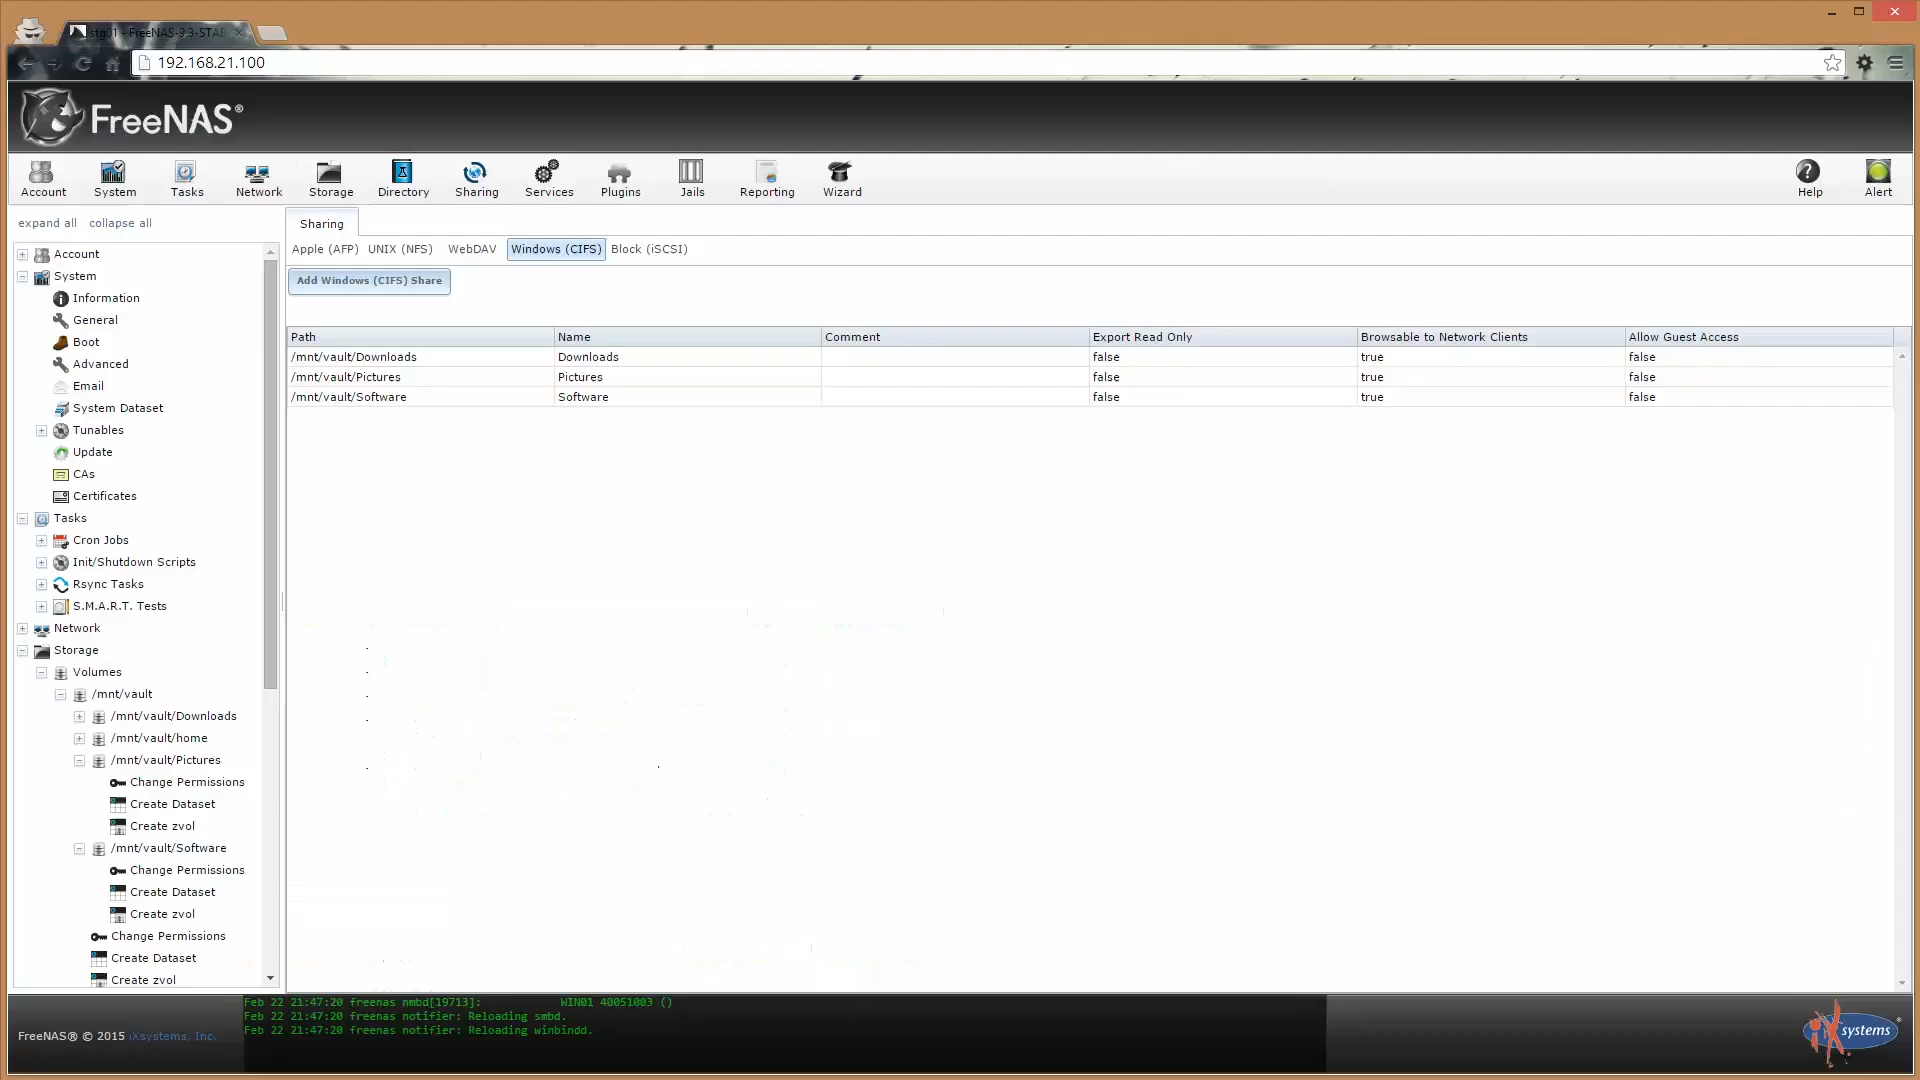 stg01 - FreeNAS-9.3-STAB
192.168.21.100
FreeNAS®
Account
System
Tasks
Network
Storage
Directory
Sharing
Services
Plugins
Jails
Reporting
Wizard
Help
Alert
expand all collapse all
Account
System
Information
General
Boot
Advanced
Email
System Dataset
Tunables
Update
CAs
Certificates
Tasks
Cron Jobs
Init/Shutdown Scripts
Rsync Tasks
S.M.A.R.T. Tests
Network
Storage
Volumes
/mnt/vault
/mnt/vault/Downloads
/mnt/vault/home
/mnt/vault/Pictures
Change Permissions
Create Dataset
Create zvol
/mnt/vault/Software
Change Permissions
Create Dataset
Create zvol
Change Permissions
Create Dataset
Create zvol
Sharing
Apple (AFP) UNIX (NFS) WebDAV Windows (CIFS) Block (iSCSI)
Add Windows (CIFS) Share
Path Name Comment Export Read Only Browsable to Network Clients Allow Guest Access
/mnt/vault/Downloads Downloads false true false
/mnt/vault/Pictures Pictures false true false
/mnt/vault/Software Software false true false
Feb 22 21:47:20 freenas nmbd[19713]: WIN01 40051003 ()
Feb 22 21:47:20 freenas notifier: Reloading smbd.
Feb 22 21:47:20 freenas notifier: Reloading winbindd.
FreeNAS® © 2015 iXsystems, Inc.
iXsystems®